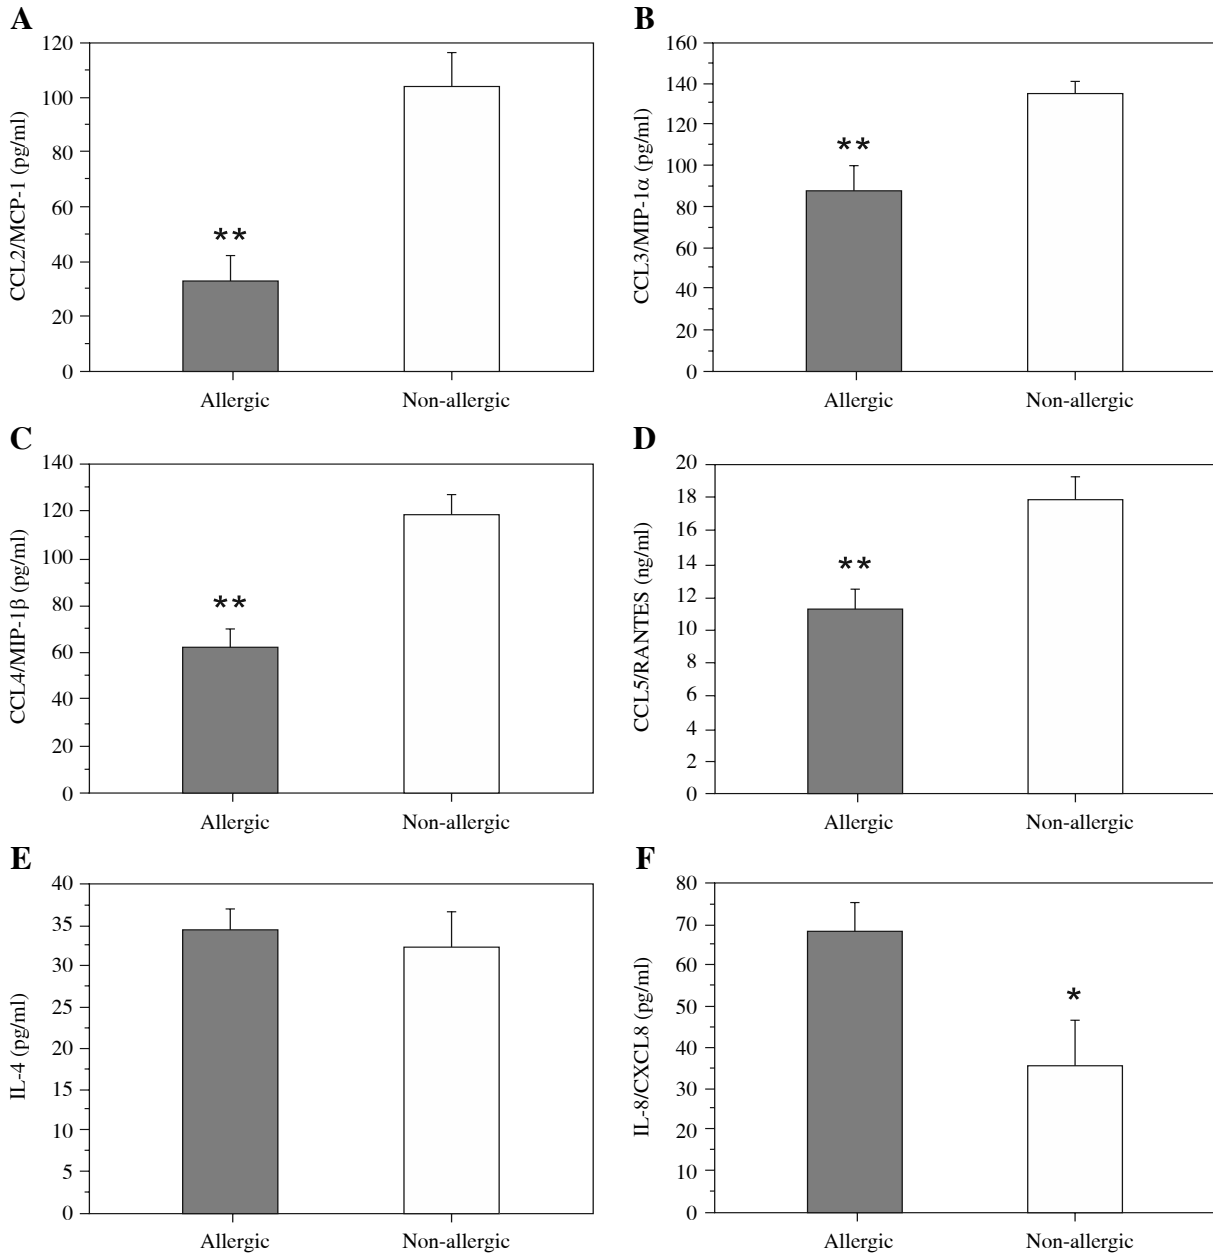 A
CCL2/MCP-1 (pg/ml)
120
100
80
60
40
20
0
**
Allergic
Non-allergic
B
CCL3/MIP-1α (pg/ml)
160
140
120
100
80
60
40
20
0
**
Allergic
Non-allergic
C
CCL4/MIP-1β (pg/ml)
140
120
100
80
60
40
20
0
**
Allergic
Non-allergic
D
CCL5/RANTES (ng/ml)
20
18
16
14
12
10
8
6
4
2
0
**
Allergic
Non-allergic
E
IL-4 (pg/ml)
40
35
30
25
20
15
10
5
0
Allergic
Non-allergic
F
IL-8/CXCL8 (pg/ml)
80
70
60
50
40
30
20
10
0
*
Allergic
Non-allergic